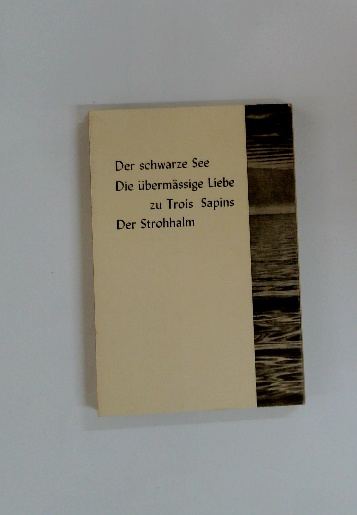 Der schwarze See
Die übermässige Liebe
zu Trois Sapins
Der Strohhalm